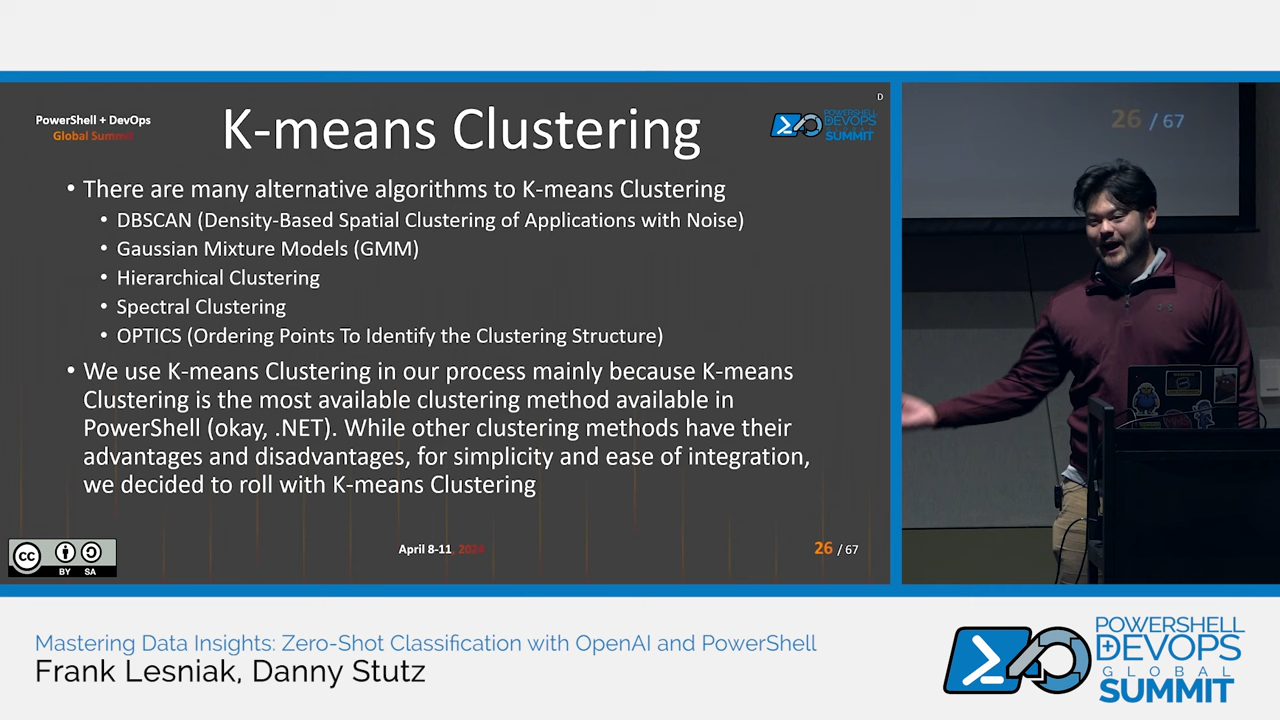 PowerShell + DevOps
Global Summit
K-means Clustering
D
POWERSHELL
DEVOPS
GLOBAL
SUMMIT
• There are many alternative algorithms to K-means Clustering
• DBSCAN (Density-Based Spatial Clustering of Applications with Noise)
• Gaussian Mixture Models (GMM)
• Hierarchical Clustering
• Spectral Clustering
• OPTICS (Ordering Points To Identify the Clustering Structure)
• We use K-means Clustering in our process mainly because K-means
Clustering is the most available clustering method available in
PowerShell (okay, .NET). While other clustering methods have their
advantages and disadvantages, for simplicity and ease of integration,
we decided to roll with K-means Clustering
cc
BY SA
April 8-11, 2024
26 / 67
26 / 67
Mastering Data Insights: Zero-Shot Classification with OpenAI and PowerShell
Frank Lesniak, Danny Stutz
POWERSHELL
DEVOPS
GLOBAL
SUMMIT